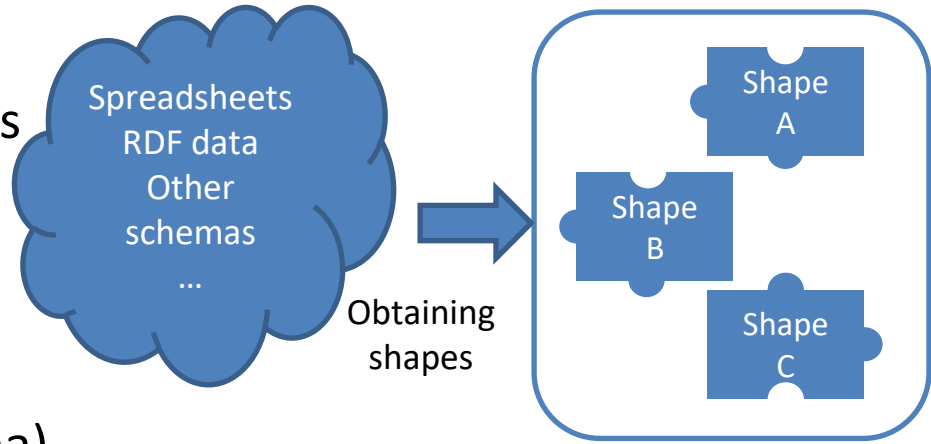 s
Spreadsheets
RDF data
Other
schemas
...
Obtaining
shapes
Shape
A
Shape
B
Shape
C
a)